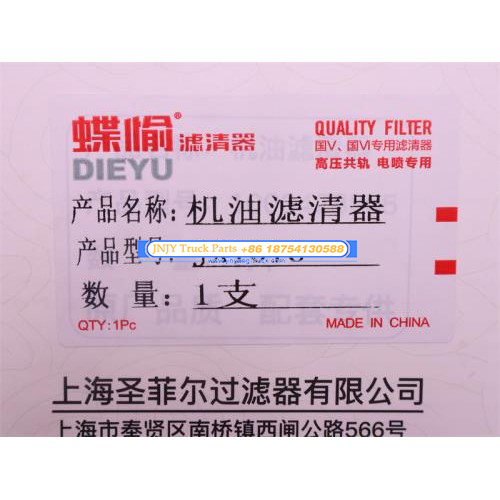 蝶愉® 滤清器
DIEYU
QUALITY FILTER
国V、国VI专用滤清器
高压共轨 电喷专用
产品名称: 机油滤清器
产品型号:
JNJY Truck Parts +86 18754130588
数量: 1支
QTY:1Pc
MADE IN CHINA
上海圣菲尔过滤器有限公司
上海市奉贤区南桥镇西闸公路566号